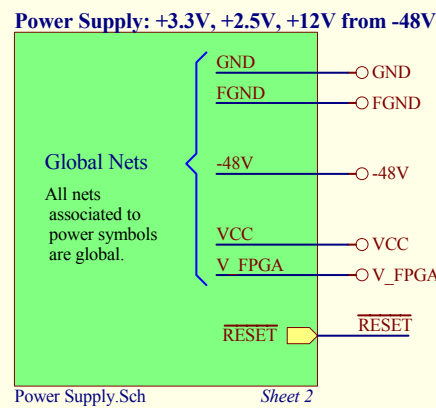 Power Supply: +3.3V, +2.5V, +12V from -48V
GND GND
FGND FGND
Global Nets
-48V -48V
All nets
associated to
power symbols
are global.
VCC VCC
V_FPGA V_FPGA
RESET RESET
Power Supply.Sch Sheet 2